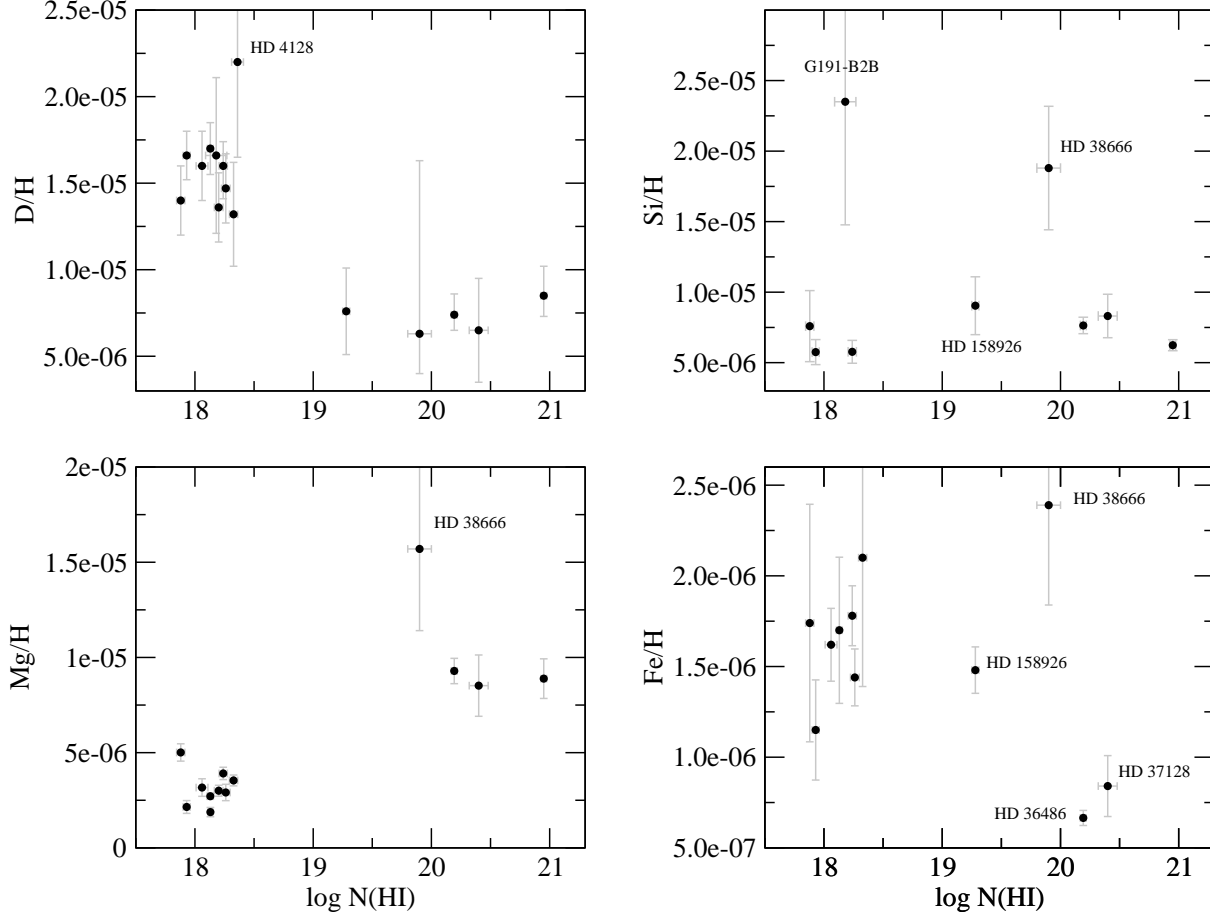 2.5e-05
2.0e-05
1.5e-05
1.0e-05
5.0e-06
D/H
HD 4128
18 19 20 21
2.5e-05
2.0e-05
1.5e-05
1.0e-05
5.0e-06
Si/H
G191-B2B
HD 38666
HD 158926
18 19 20 21
2e-05
1.5e-05
1e-05
5e-06
0
Mg/H
HD 38666
18 19 20 21
log N(HI)
2.5e-06
2.0e-06
1.5e-06
1.0e-06
5.0e-07
Fe/H
HD 38666
HD 158926
HD 37128
HD 36486
18 19 20 21
log N(HI)